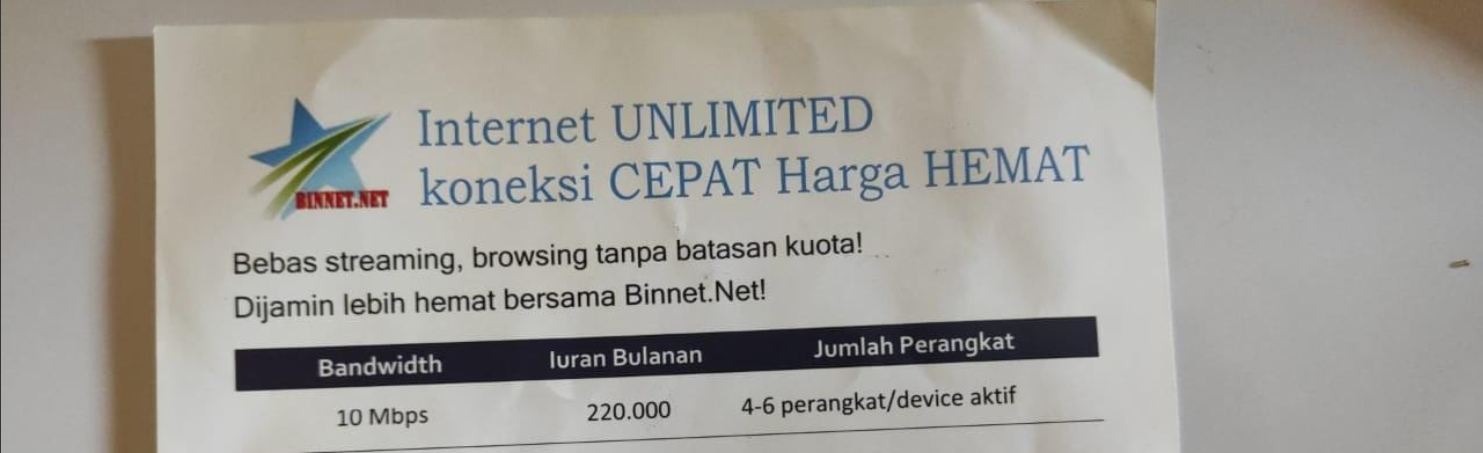 Internet UNLIMITED
koneksi CEPAT Harga HEMAT
BINNET.NET
Bebas streaming, browsing tanpa batasan kuota!
Dijamin lebih hemat bersama Binnet.Net!
Bandwidth Iuran Bulanan Jumlah Perangkat
10 Mbps 220.000 4-6 perangkat/device aktif